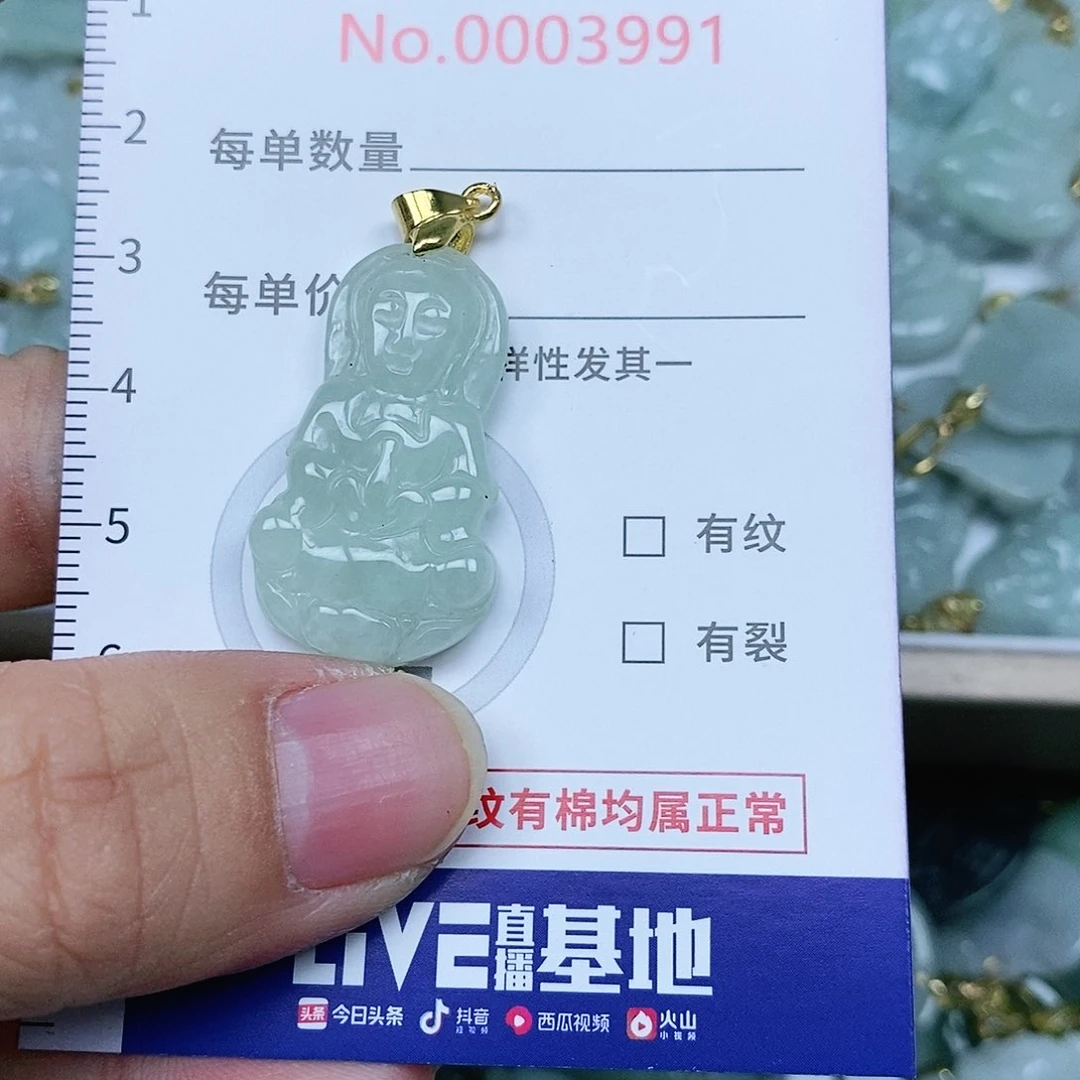 1
No.0003991
2
每单数量
3
每单价
样性发其一
4
5
有纹
有裂
纹有棉均属正常
LIVE直播基地
头条 今日头条 抖音 西瓜视频 火山小视频